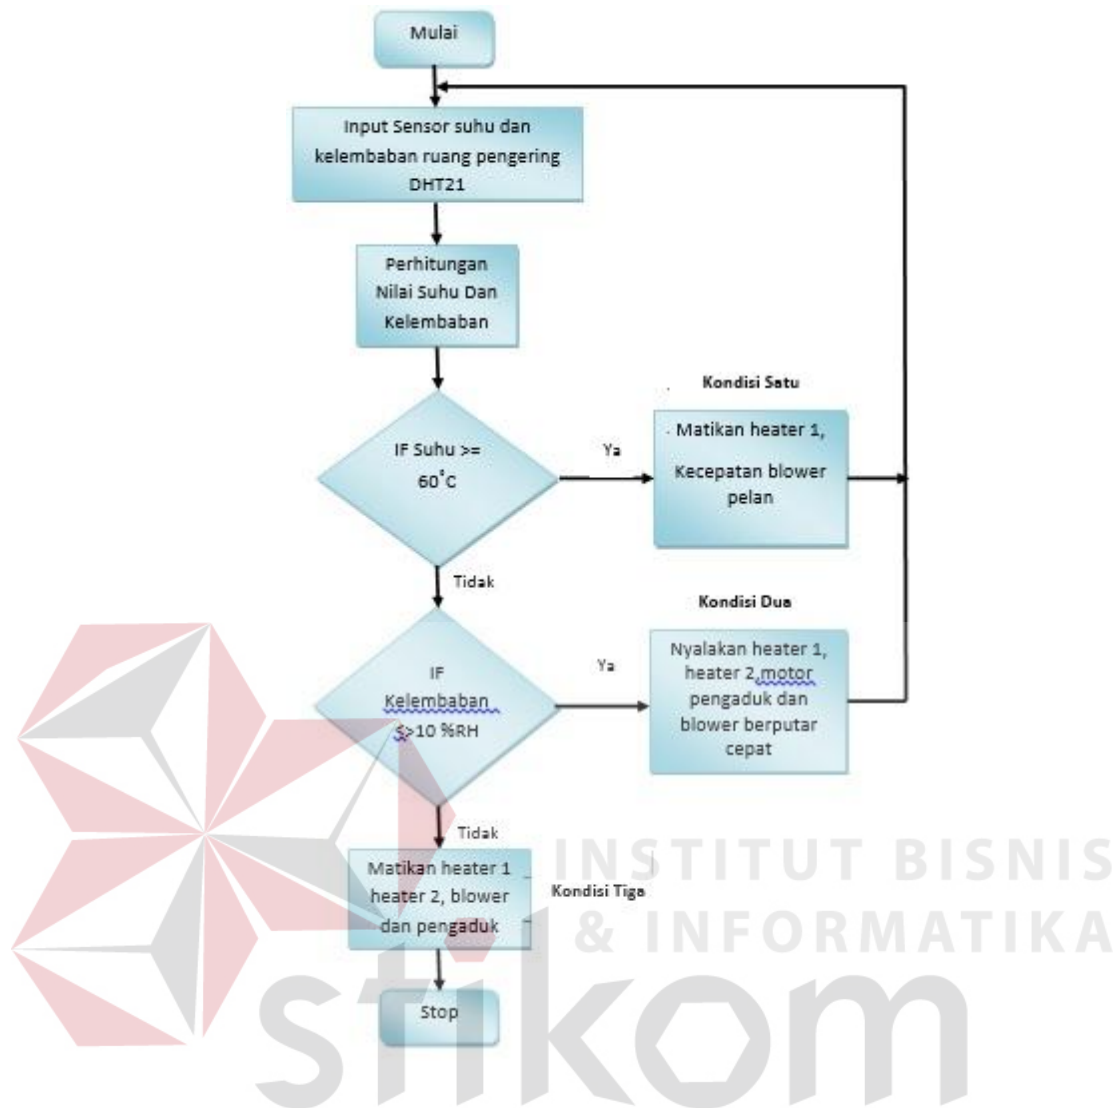 Mulai
Input Sensor suhu dan
kelembaban ruang pengering
DHT21
Perhitungan
Nilai Suhu Dan
Kelembaban
IF Suhu >=
60°C
Ya
Kondisi Satu
Matikan heater 1,
Kecepatan blower
pelan
Tidak
IF
Kelembaban
≤>10 %RH
Ya
Kondisi Dua
Nyalakan heater 1,
heater 2,motor
pengaduk dan
blower berputar
cepat
Tidak
Matikan heater 1
heater 2, blower
dan pengaduk
Kondisi Tiga
Stop
INSTITUT BISNIS
& INFORMATIKA
stikom